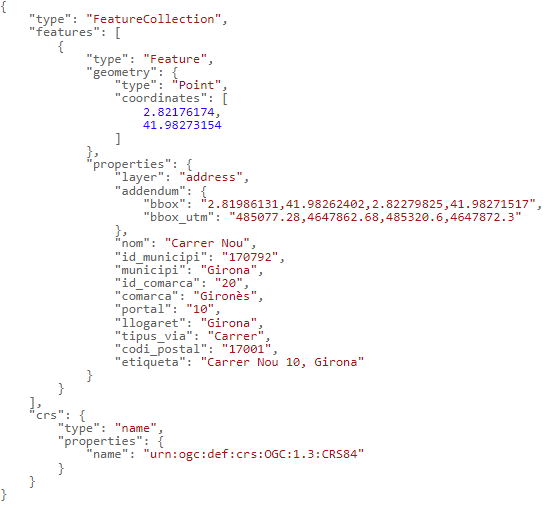 {
    "type": "FeatureCollection",
    "features": [
        {
            "type": "Feature",
            "geometry": {
                "type": "Point",
                "coordinates": [
                    2.82176174,
                    41.98273154
                ]
            },
            "properties": {
                "layer": "address",
                "addendum": {
                    "bbox": "2.81986131,41.98262402,2.82279825,41.98271517",
                    "bbox_utm": "485077.28,4647862.68,485320.6,4647872.3"
                },
                "nom": "Carrer Nou",
                "id_municipi": "170792",
                "municipi": "Girona",
                "id_comarca": "20",
                "comarca": "Gironès",
                "portal": "10",
                "llogaret": "Girona",
                "tipus_via": "Carrer",
                "codi_postal": "17001",
                "etiqueta": "Carrer Nou 10, Girona"
            }
        }
    ],
    "crs": {
        "type": "name",
        "properties": {
            "name": "urn:ogc:def:crs:OGC:1.3:CRS84"
        }
    }
}